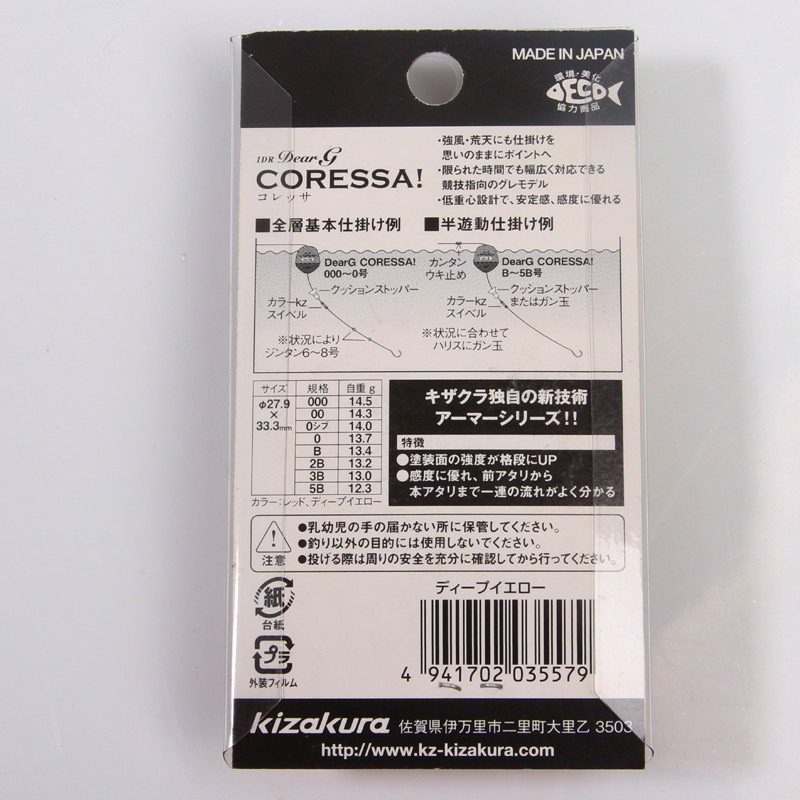 MADE IN JAPAN
環境・美化
ECO
協力商品
IDR Dear G
CORESSA!
コレッサ
・強風・荒天にも仕掛けを
思いのままにポイントへ
・限られた時間でも幅広く対応できる
競技指向のグレモデル
・低重心設計で、安定感、感度に優れる
■全層基本仕掛け例
■半遊動仕掛け例
DearG CORESSA!
000〜0号
クッションストッパー
カラーkz
スイベル
※状況により
ジンタン6〜8号
カンタン
ウキ止め
DearG CORESSA!
B〜5B号
クッションストッパー
またはガン玉
カラーkz
スイベル
※状況に合わせて
ハリスにガン玉
サイズ 規格 自重 g
φ27.9
×
33.3mm
000 14.5
00 14.3
0シブ 14.0
0 13.7
B 13.4
2B 13.2
3B 13.0
5B 12.3
カラー:レッド、ディープイエロー
キザクラ独自の新技術
アーマーシリーズ!!
特徴
●塗装面の強度が格段にUP
●感度に優れ、前アタリから
本アタリまで一連の流れがよく分かる
注意
●乳幼児の手の届かない所に保管してください。
●釣り以外の目的には使用しないでください。
●投げる際は周りの安全を充分に確認してから行ってください。
紙
台紙
プラ
外装フィルム
ディープイエロー
4 941702 035579
kizakura 佐賀県伊万里市二里町大里乙 3503
http://www.kz-kizakura.com